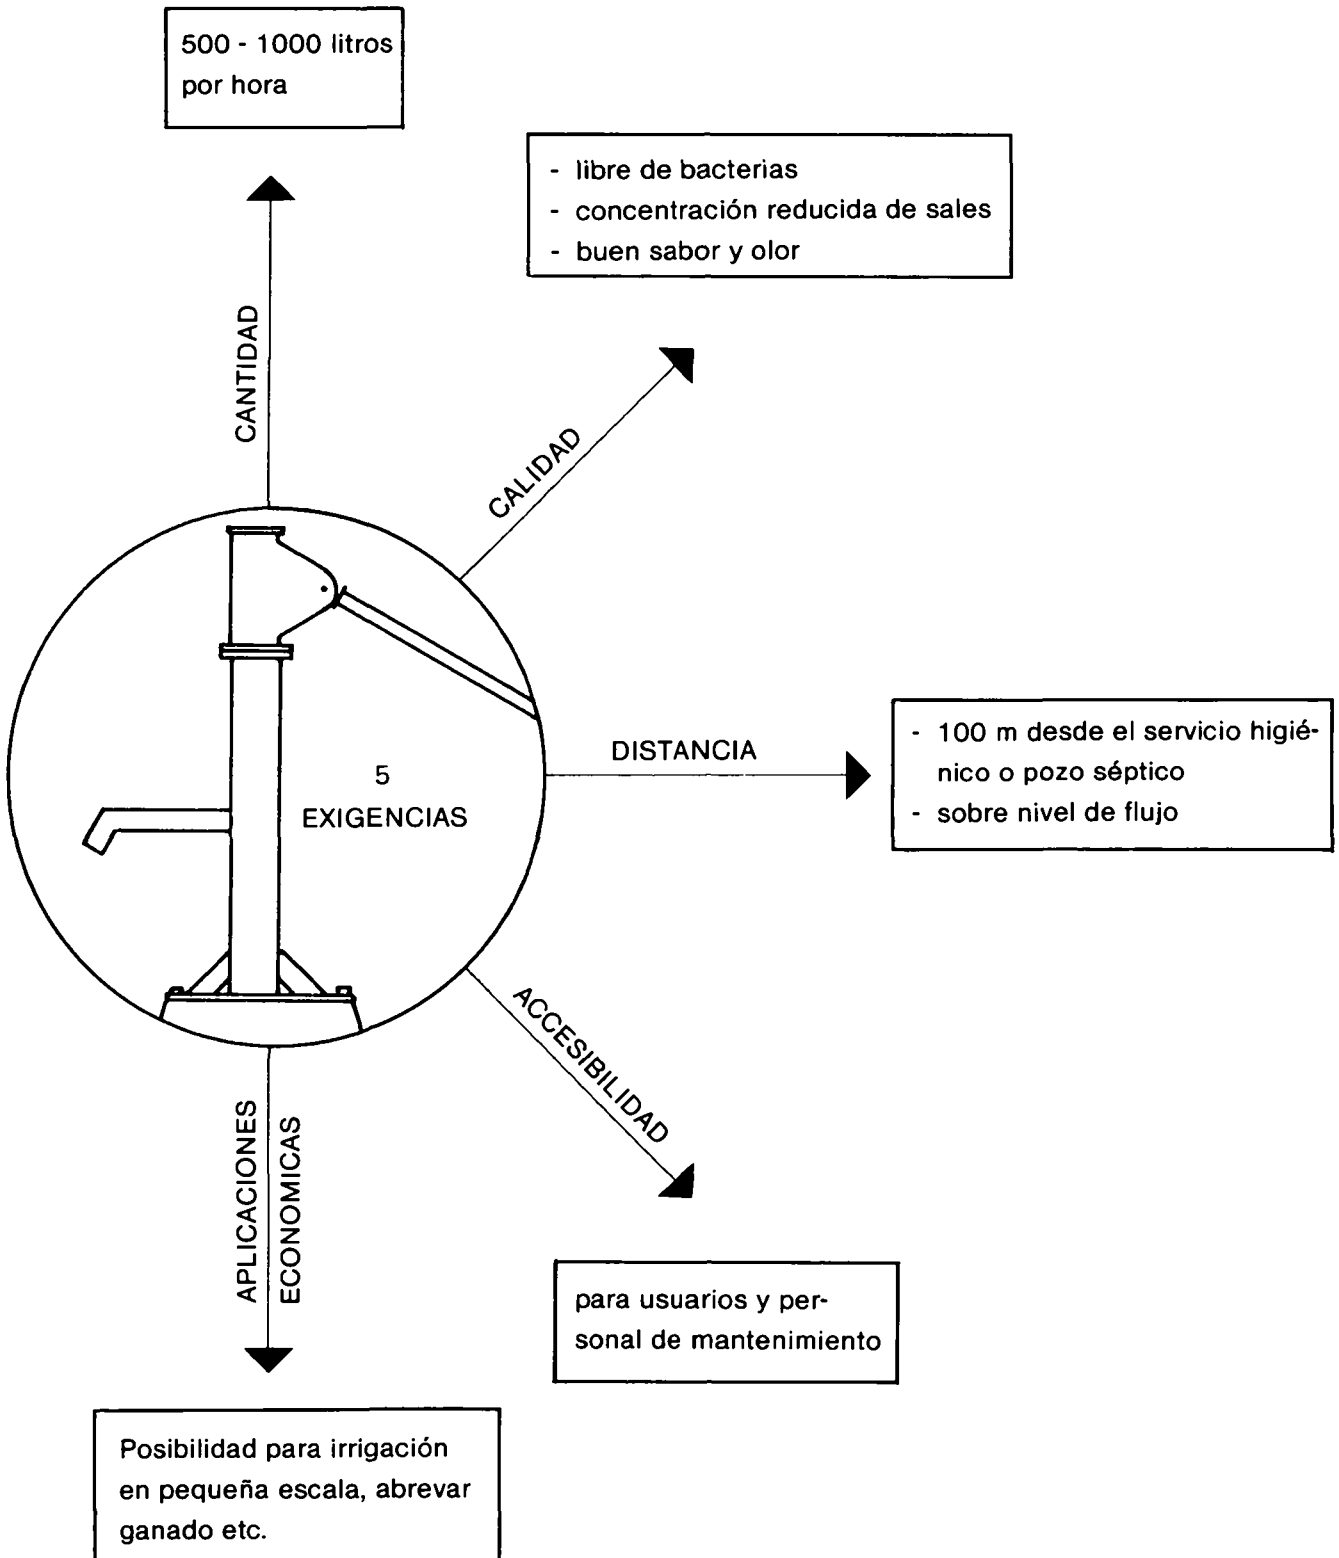 500 - 1000 litros
por hora
- libre de bacterias
- concentración reducida de sales
- buen sabor y olor
CANTIDAD
CALIDAD
DISTANCIA
- 100 m desde el servicio higié-
nico o pozo séptico
- sobre nivel de flujo
5
EXIGENCIAS
ACCESIBILIDAD
APLICACIONES
ECONOMICAS
para usuarios y per-
sonal de mantenimiento
Posibilidad para irrigación
en pequeña escala, abrevar
ganado etc.